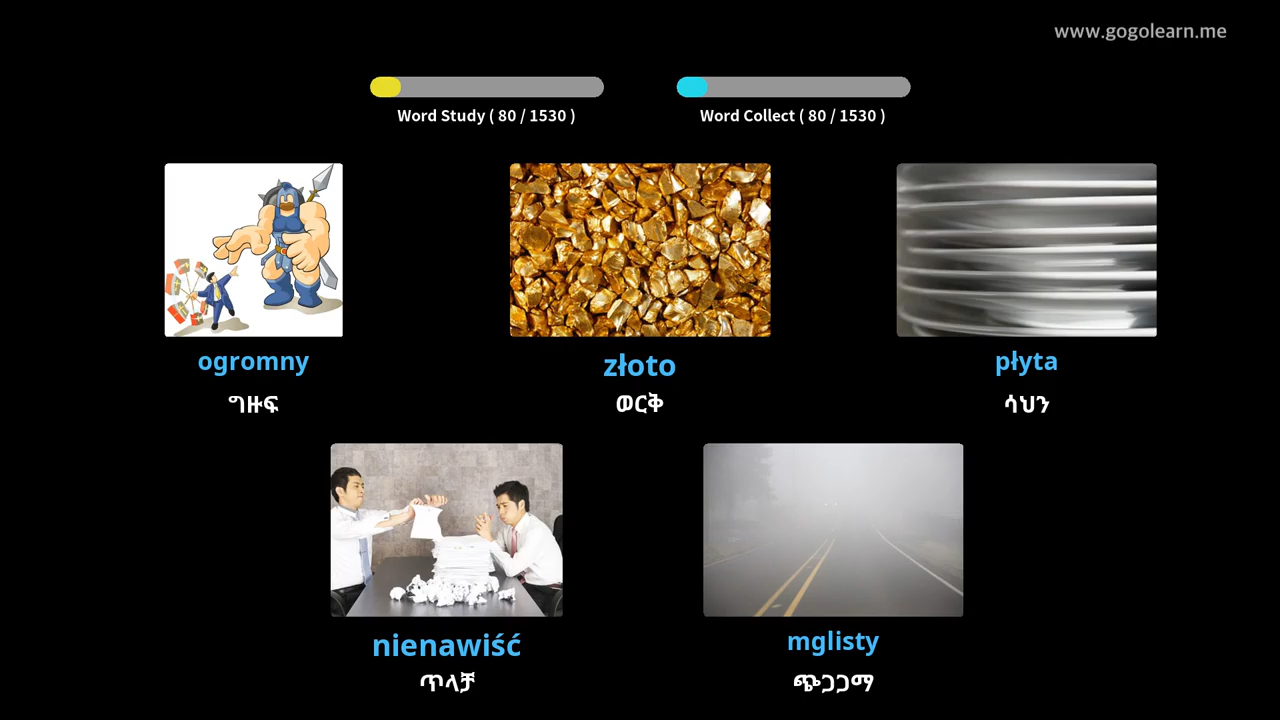 www.gogolearn.me
Word Study ( 80 / 1530 )
Word Collect ( 80 / 1530 )
ogromny
złoto
płyta
ግዙፍ
ወርቅ
ሳህን
nienawiść
mglisty
ጥላቻ
ጭጋጋማ